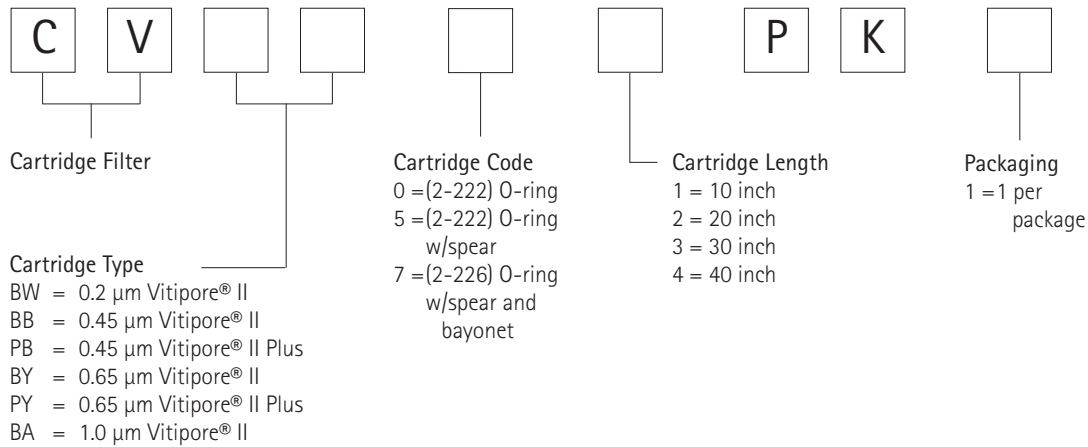 C V P K
Cartridge Filter
Cartridge Type
BW = 0.2 µm Vitipore® II
BB = 0.45 µm Vitipore® II
PB = 0.45 µm Vitipore® II Plus
BY = 0.65 µm Vitipore® II
PY = 0.65 µm Vitipore® II Plus
BA = 1.0 µm Vitipore® II
Cartridge Code
0 =(2-222) O-ring
5 =(2-222) O-ring
w/spear
7 =(2-226) O-ring
w/spear and
bayonet
Cartridge Length
1 = 10 inch
2 = 20 inch
3 = 30 inch
4 = 40 inch
Packaging
1 =1 per
package